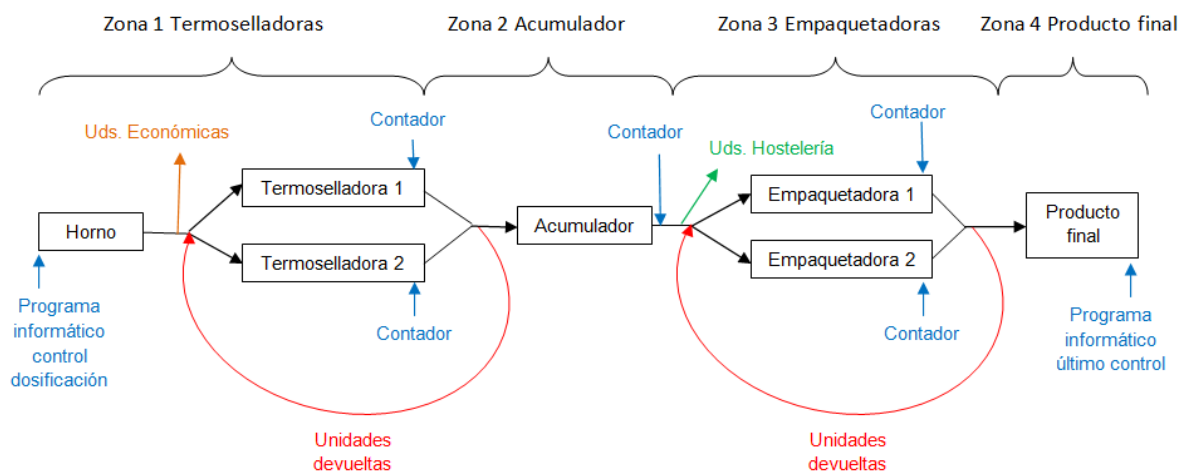 Zona 1 Termoselladoras
Zona 2 Acumulador
Zona 3 Empaquetadoras
Zona 4 Producto final
Uds. Económicas
Contador
Contador
Uds. Hostelería
Contador
Termoselladora 1
Empaquetadora 1
Horno
Acumulador
Producto
final
Termoselladora 2
Empaquetadora 2
Programa
informático
control
dosificación
Contador
Contador
Programa
informático
último control
Unidades
devueltas
Unidades
devueltas